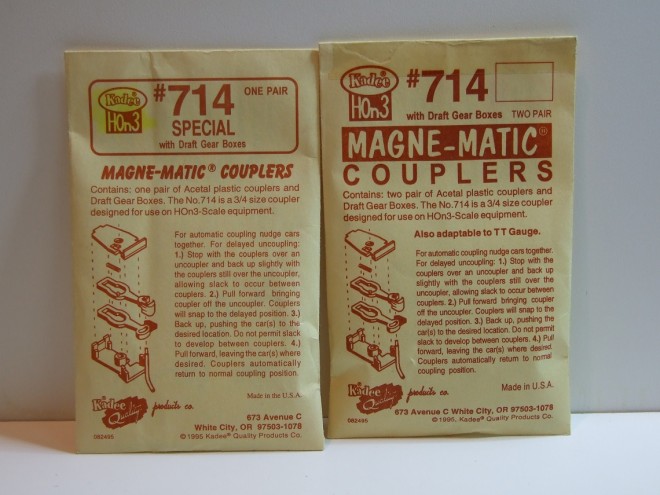 Kadee
HOn3
#714
ONE PAIR
SPECIAL
with Draft Gear Boxes
MAGNE-MATIC® COUPLERS
Contains: one pair of Acetal plastic couplers and
Draft Gear Boxes. The No.714 is a 3/4 size coupler
designed for use on HOn3-Scale equipment.
For automatic coupling nudge cars
together. For delayed uncoupling:
1.) Stop with the couplers over an
uncoupler and back up slightly with
the couplers still over the uncoupler,
allowing slack to occur between
couplers. 2.) Pull forward bringing
coupler off the uncoupler. Couplers
will snap to the delayed position. 3.)
Back up, pushing the car(s) to the
desired location. Do not permit slack
to develop between couplers. 4.)
Pull forward, leaving the car(s) where
desired. Couplers automatically
return to normal coupling position.
Made in the U.S.A.
Kadee
Quality
products co.
673 Avenue C
White City, OR 97503-1078
©1995 Kadee® Quality Products Co.
082495
Kadee
HOn3
#714
with Draft Gear Boxes
TWO PAIR
MAGNE-MATIC®
COUPLERS
Contains: two pair of Acetal plastic couplers and
Draft Gear Boxes. The No.714 is a 3/4 size coupler
designed for use on HOn3-Scale equipment.
Also adaptable to TT Gauge.
For automatic coupling nudge cars together.
For delayed uncoupling: 1.) Stop with the
couplers over an uncoupler and back up
slightly with the couplers still over the
uncoupler, allowing slack to occur between
couplers. 2.) Pull forward bringing coupler
off the uncoupler. Couplers will snap to the
delayed position. 3.) Back up, pushing the
car(s) to the desired location. Do not permit
slack to develop between couplers. 4.) Pull
forward, leaving the car(s) where desired.
Couplers automatically return to normal
coupling position.
Made in U.S.A.
Kadee
Quality
products co.
673 Avenue C White City, OR 97503-1078
©1995, Kadee® Quality Products Co.
082495